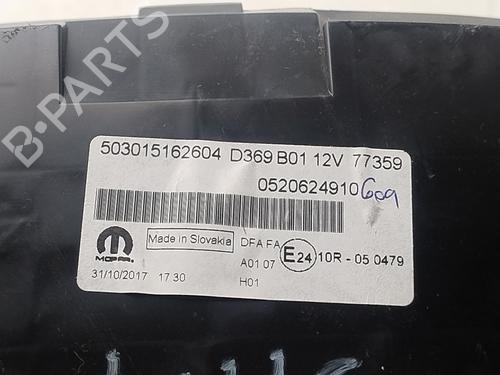 B-PARTS
503015162604 D369 B01 12V 77359
0520624910 609
MOPAR
Made in Slovakia
DFA FA
A01 07
H01
E24
10R - 05 0479
31/10/2017 17:30